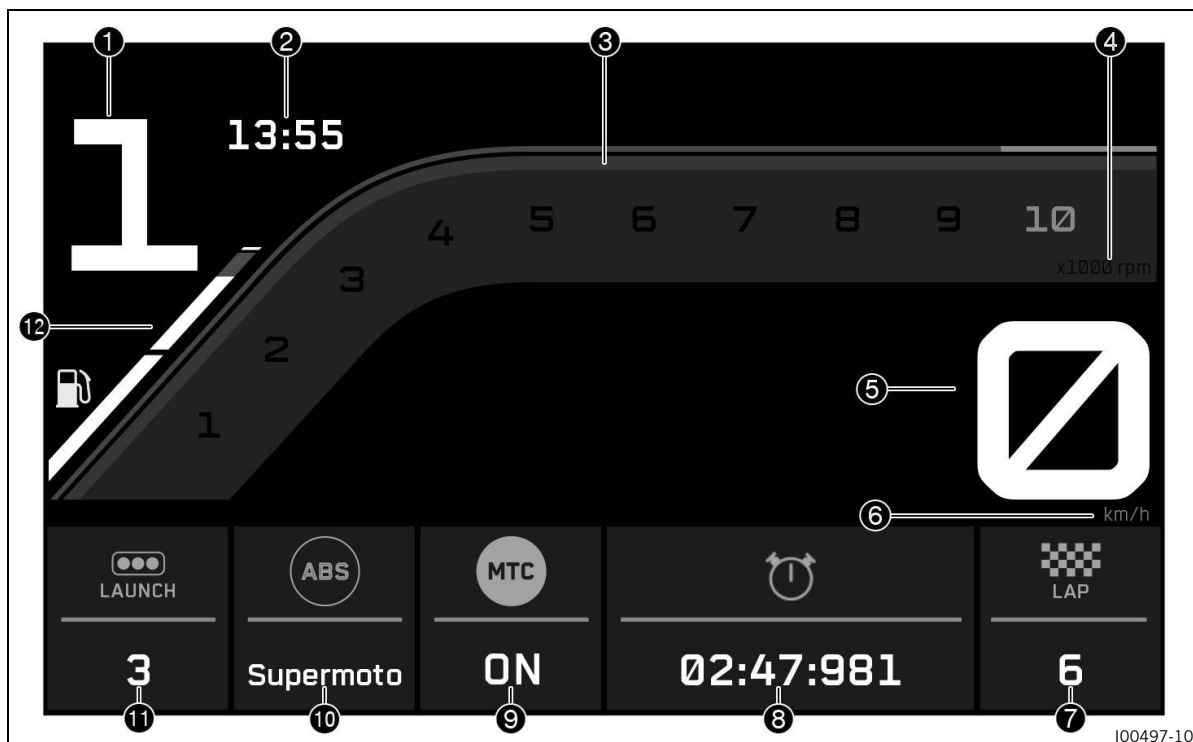 1 2 3 4
1
13:55
4 5 6 7 8 9 10
x1000 rpm
3
2
12
1
5
0
6 km/h
LAUNCH ABS MTC LAP
3 Supermoto ON 02:47:981 6
11 10 9 8 7
I00497-10